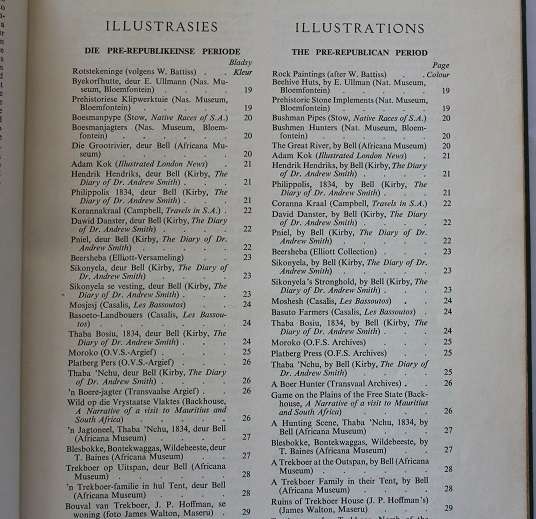 ILLUSTRASIES
DIE PRE-REPUBLIKEINSE PERIODE
Bladsy
Rotstekeninge (volgens W. Battiss) . . Kleur
Byekorfhutte, deur E. Ullmann (Nas. Mu-
seum, Bloemfontein) . . . . 19
Prehistoriese Klipwerktuie (Nas. Museum,
Bloemfontein) . . . . 19
Boesmanpype (Stow, Native Races of S.A.) 20
Boesmanjagters (Nas. Museum, Bloem-
fontein) . . . . 20
Die Grootrivier, deur Bell (Africana Mu-
seum) . . . . 20
Adam Kok (Illustrated London News) . 21
Hendrik Hendriks, deur Bell (Kirby, The
Diary of Dr. Andrew Smith) . . 21
Philippolis 1834, deur Bell (Kirby, The
Diary of Dr. Andrew Smith) . . 21
Korannakraal (Campbell, Travels in S.A.) . 22
Dawid Danster, deur Bell (Kirby, The Diary
of Dr. Andrew Smith) . . . 22
Pniel, deur Bell (Kirby, The Diary of Dr.
Andrew Smith) . . . . 22
Beersheba (Elliott-Versameling) . . 23
Sikonyela, deur Bell (Kirby, The Diary of
Dr. Andrew Smith) . . . 23
Sikonyela se vesting, deur Bell (Kirby, The
Diary of Dr. Andrew Smith) . . 23
Mosjesj (Casalis, Les Bassoutos) . . 24
Basoeto-Landbouers (Casalis, Les Bassou-
tos) . . . . 24
Thaba Bosiu, 1834, deur Bell (Kirby, The
Diary of Dr. Andrew Smith) . . 24
Moroko (O.V.S.-Argief) . . . 25
Platberg Pers (O.V.S.-Argief) . . 25
Thaba 'Nchu, deur Bell (Kirby, The Diary
of Dr. Andrew Smith) . . . 26
'n Boere-jagter (Transvaalse Argief) . 26
Wild op die Vrystaatse Vlaktes (Backhouse,
A Narrative of a visit to Mauritius and
South Africa) . . . . 26
'n Jagtoneel, Thaba 'Nchu, 1834, deur Bell
(Africana Museum) . . . 27
Blesbokke, Bontekwaggas, Wildebeeste, deur
T. Baines (Africana Museum) . . 27
Trekboer op Uitspan, deur Bell (Africana
Museum) . . . . 28
'n Trekboer-familie in hul Tent, deur Bell
(Africana Museum) . . . 28
Bouval van Trekboer, J. P. Hoffman, se
woning (foto James Walton, Maseru) . 29
ILLUSTRATIONS
THE PRE-REPUBLICAN PERIOD
Page
Rock Paintings (after W. Battiss) . Colour
Beehive Huts, by E. Ullman (Nat. Museum,
Bloemfontein) . . . . 19
Prehistoric Stone Implements (Nat. Museum,
Bloemfontein) . . . . 19
Bushman Pipes (Stow, Native Races of S.A.) 20
Bushmen Hunters (Nat. Museum, Bloem-
fontein) . . . . 20
The Great River, by Bell (Africana Museum) 20
Adam Kok (Illustrated London News) . 21
Hendrik Hendriks, by Bell (Kirby, The Diary
of Dr. Andrew Smith) . . . 21
Philippolis, 1834, by Bell (Kirby, The
Diary of Dr. Andrew Smith) . . 21
Coranna Kraal (Campbell, Travels in S.A.) 22
David Danster, by Bell (Kirby, The Diary
of Dr. Andrew Smith) . . . 22
Pniel, by Bell (Kirby, The Diary of Dr.
Andrew Smith) . . . . 22
Beersheba (Elliott Collection) . . 23
Sikonyela, by Bell (Kirby, The Diary of Dr.
Andrew Smith) . . . . 23
Sikonyela's Stronghold, by Bell (Kirby, The
Diary of Dr. Andrew Smith) . . 23
Moshesh (Casalis, Les Bassoutos) . . 24
Basuto Farmers (Casalis, Les Bassoutos) . 24
Thaba Bosiu, 1834, by Bell (Kirby, The
Diary of Dr. Andrew Smith) . . 24
Moroko (O.F.S. Archives) . . . 25
Platberg Press (O.F.S. Archives) . . 25
Thaba 'Nchu, by Bell (Kirby, The Diary of
Dr. Andrew Smith) . . . 26
A Boer Hunter (Transvaal Archives) . . 26
Game on the Plains of the Free State (Back-
house, A Narrative of a visit to Mauritius
and South Africa) . . . 26
A Hunting Scene, Thaba 'Nchu, 1834, by
Bell (Africana Museum) . . . 27
Blesbokke, Bontekwaggas, Wildebeeste, by
T. Baines (Africana Museum) . . 27
A Trekboer at the Outspan, by Bell (Africana
Museum) . . . . 28
A Trekboer Family in their Tent, by Bell
(Africana Museum) . . . 28
Ruins of Trekboer House (J. P. Hoffman's)
(James Walton, Maseru) . . . 29